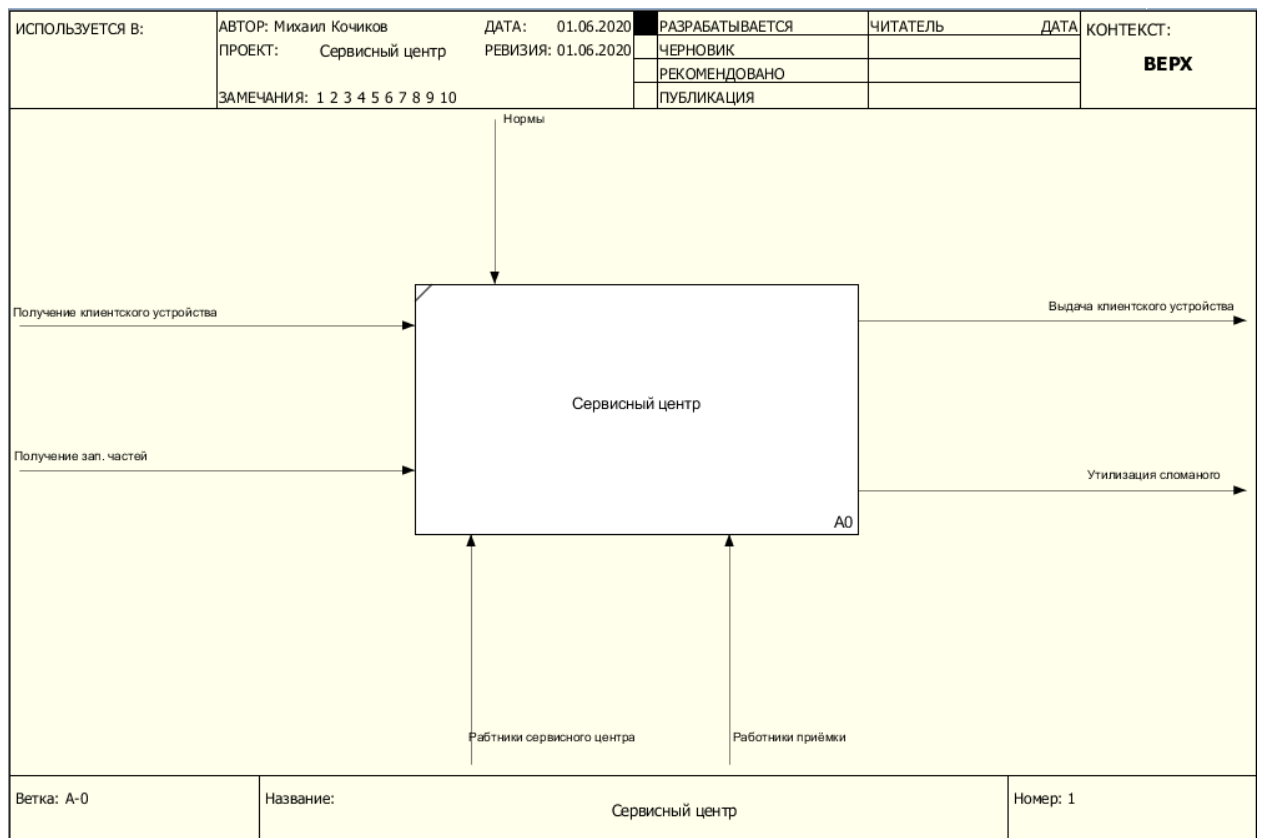 ИСПОЛЬЗУЕТСЯ В:
АВТОР: Михаил Кочиков
ДАТА: 01.06.2020
ПРОЕКТ: Сервисный центр
РЕВИЗИЯ: 01.06.2020
ЗАМЕЧАНИЯ: 1 2 3 4 5 6 7 8 9 10
РАЗРАБАТЫВАЕТСЯ
ЧЕРНОВИК
РЕКОМЕНДОВАНО
ПУБЛИКАЦИЯ
ЧИТАТЕЛЬ ДАТА
КОНТЕКСТ:
ВЕРХ
Нормы
Получение клиентского устройства
Выдача клиентского устройства
Сервисный центр
Получение зап. частей
Утилизация сломаного
A0
Рабтники сервисного центра
Работники приёмки
Ветка: A-0
Название:
Сервисный центр
Номер: 1